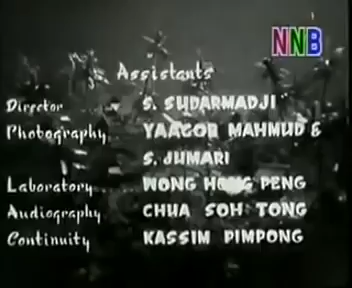 NNB
Assistants
Director S. SUDARMADJI
Photography YAACOB MAHMUD &
S. JUMARI
Laboratory WONG HONG PENG
Audiography CHUA SOH TONG
Continuity KASSIM PIMPONG